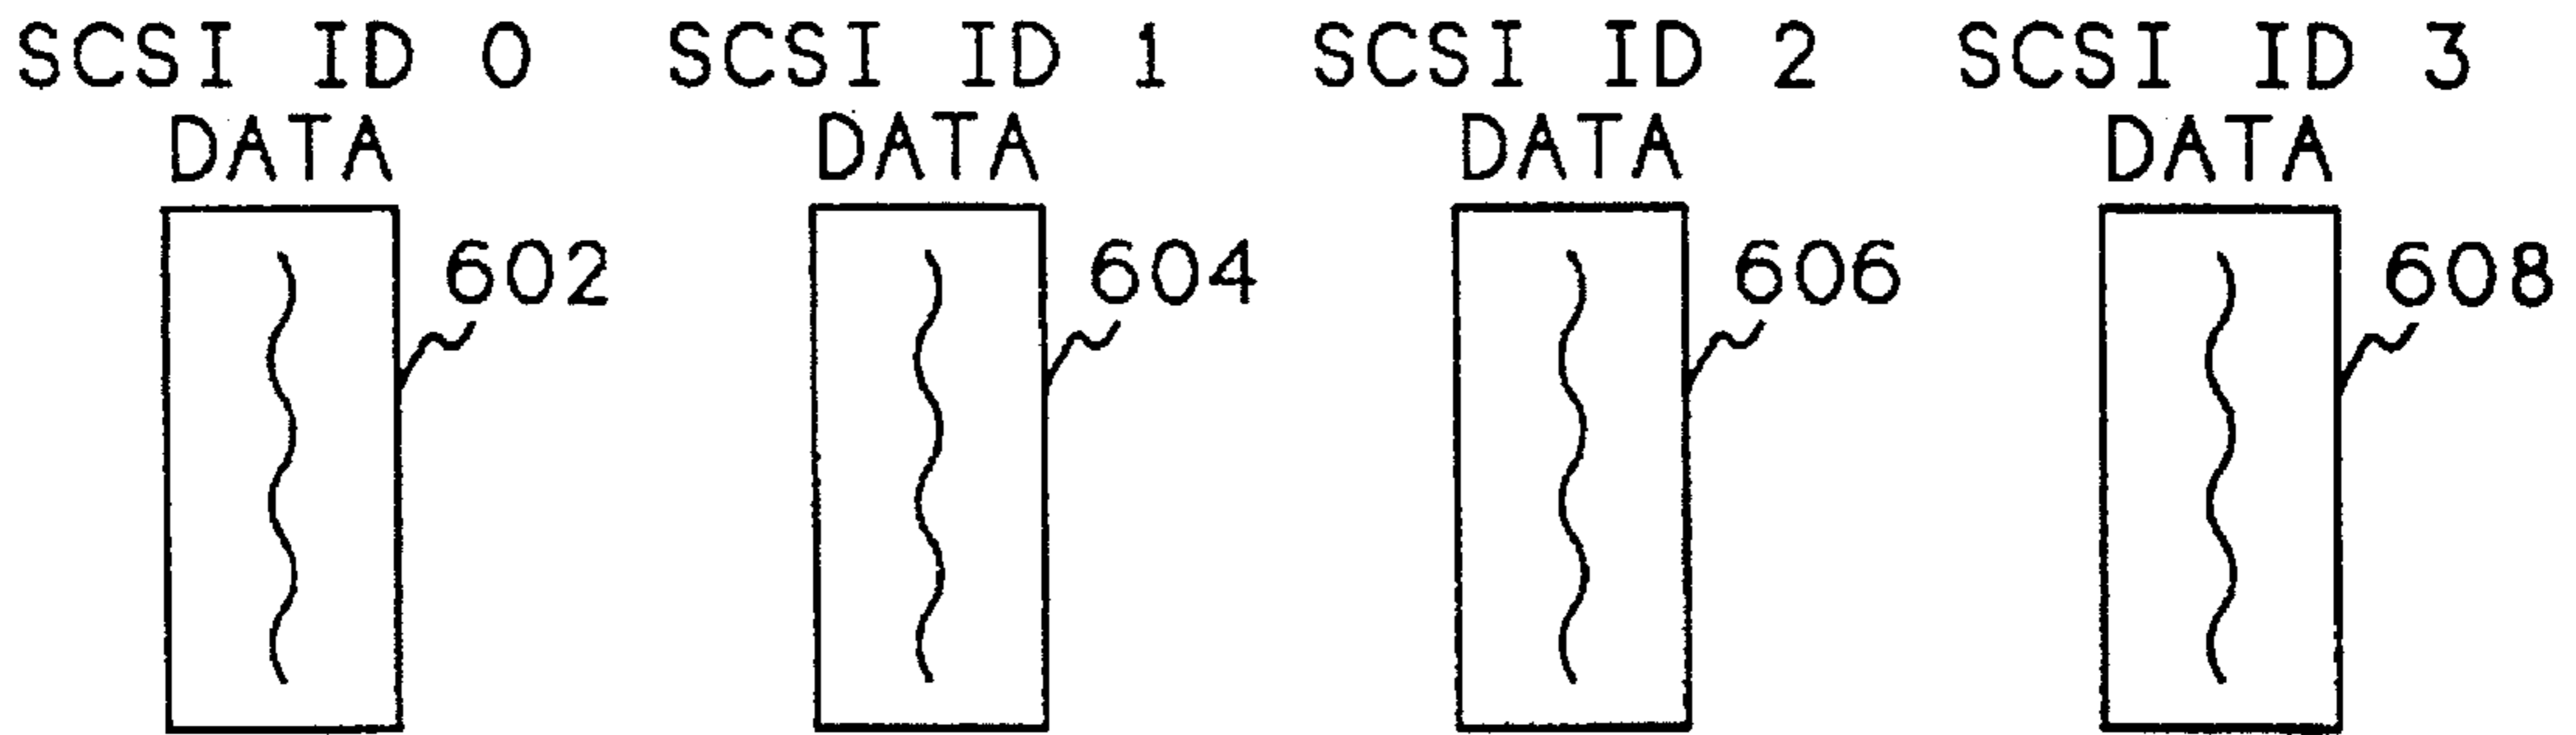 SCSI ID 0 SCSI ID 1 SCSI ID 2 SCSI ID 3
DATA DATA DATA DATA
602 604 606 608